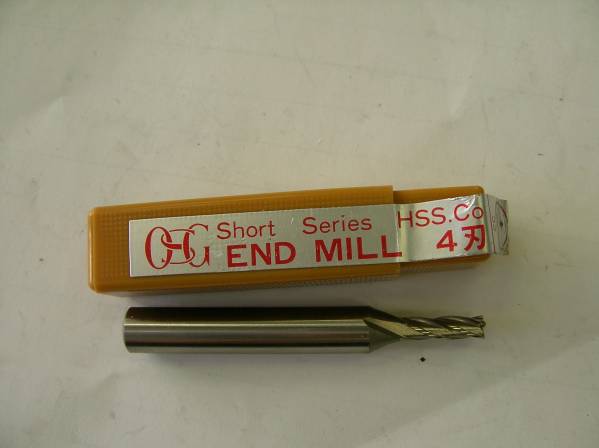 OSG Short Series HSS.Co
END MILL 4刃